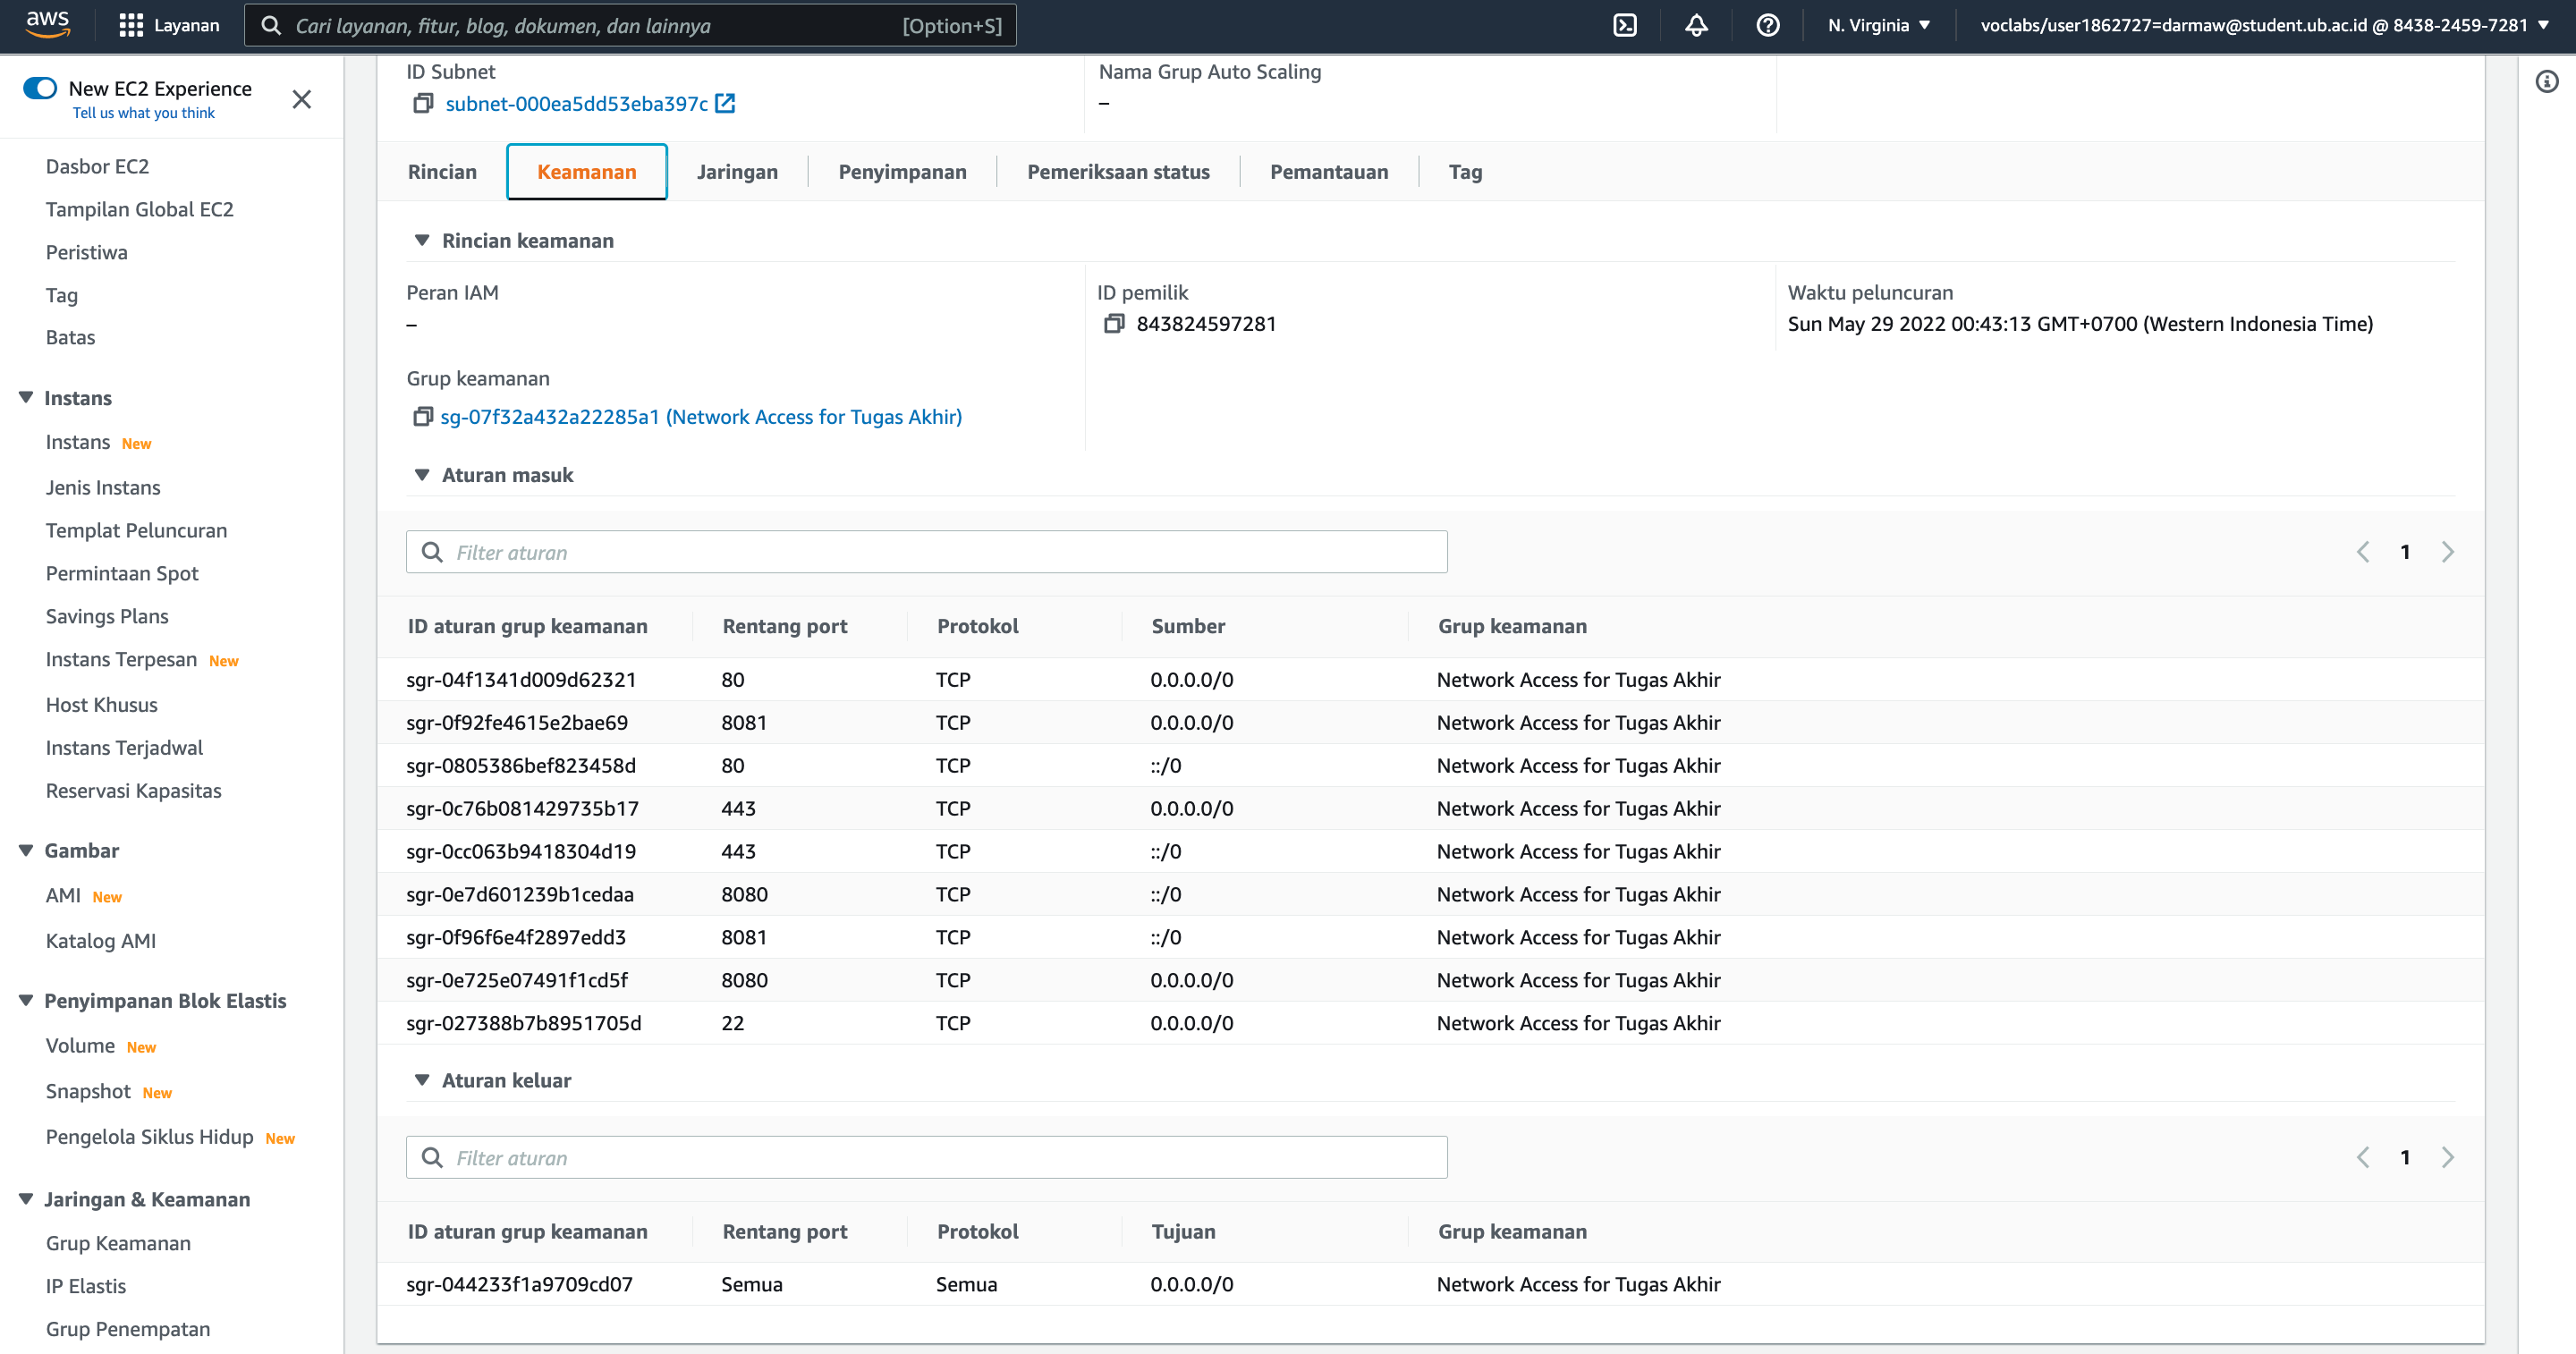 aws
Layanan
Cari layanan, fitur, blog, dokumen, dan lainnya [Option+S]
N. Virginia
voclabs/user1862727=darmaw@student.ub.ac.id @ 8438-2459-7281
New EC2 Experience
Tell us what you think
Dasbor EC2
Tampilan Global EC2
Peristiwa
Tag
Batas
Instans
Instans New
Jenis Instans
Templat Peluncuran
Permintaan Spot
Savings Plans
Instans Terpesan New
Host Khusus
Instans Terjadwal
Reservasi Kapasitas
Gambar
AMI New
Katalog AMI
Penyimpanan Blok Elastis
Volume New
Snapshot New
Pengelola Siklus Hidup New
Jaringan & Keamanan
Grup Keamanan
IP Elastis
Grup Penempatan
ID Subnet
subnet-000ea5dd53eba397c
Nama Grup Auto Scaling
–
Rincian Keamanan Jaringan Penyimpanan Pemeriksaan status Pemantauan Tag
Rincian keamanan
Peran IAM
–
ID pemilik
843824597281
Waktu peluncuran
Sun May 29 2022 00:43:13 GMT+0700 (Western Indonesia Time)
Grup keamanan
sg-07f32a432a22285a1 (Network Access for Tugas Akhir)
Aturan masuk
Filter aturan
1
ID aturan grup keamanan Rentang port Protokol Sumber Grup keamanan
sgr-04f1341d009d62321 80 TCP 0.0.0.0/0 Network Access for Tugas Akhir
sgr-0f92fe4615e2bae69 8081 TCP 0.0.0.0/0 Network Access for Tugas Akhir
sgr-0805386bef823458d 80 TCP ::/0 Network Access for Tugas Akhir
sgr-0c76b081429735b17 443 TCP 0.0.0.0/0 Network Access for Tugas Akhir
sgr-0cc063b9418304d19 443 TCP ::/0 Network Access for Tugas Akhir
sgr-0e7d601239b1cedaa 8080 TCP ::/0 Network Access for Tugas Akhir
sgr-0f96f6e4f2897edd3 8081 TCP ::/0 Network Access for Tugas Akhir
sgr-0e725e07491f1cd5f 8080 TCP 0.0.0.0/0 Network Access for Tugas Akhir
sgr-027388b7b8951705d 22 TCP 0.0.0.0/0 Network Access for Tugas Akhir
Aturan keluar
Filter aturan
1
ID aturan grup keamanan Rentang port Protokol Tujuan Grup keamanan
sgr-044233f1a9709cd07 Semua Semua 0.0.0.0/0 Network Access for Tugas Akhir